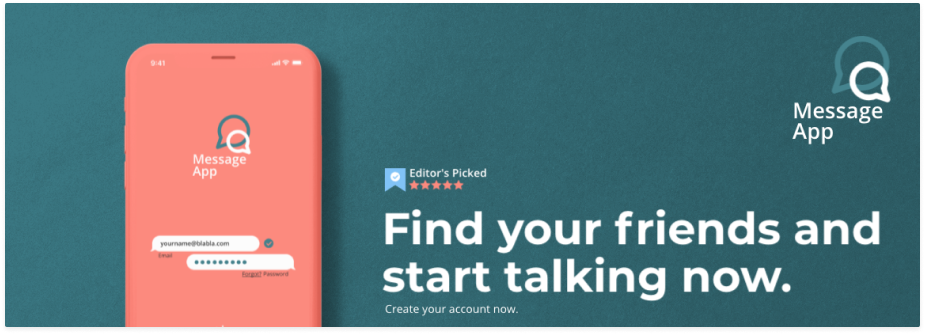 9:41
Message
App
yourname@blabla.com
Email
Forgot? Password
Message
App
Editor's Picked
Find your friends and
start talking now.
Create your account now.